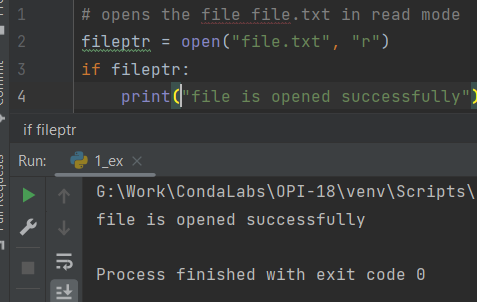 1 # opens the file file.txt in read mode
2 fileptr = open("file.txt", "r")
3 if fileptr:
4 print("file is opened successfully")
if fileptr
Commit
Run: 1_ex ×
G:\Work\CondaLabs\OPI-18\venv\Scripts\
file is opened successfully
Pull Requests
Process finished with exit code 0